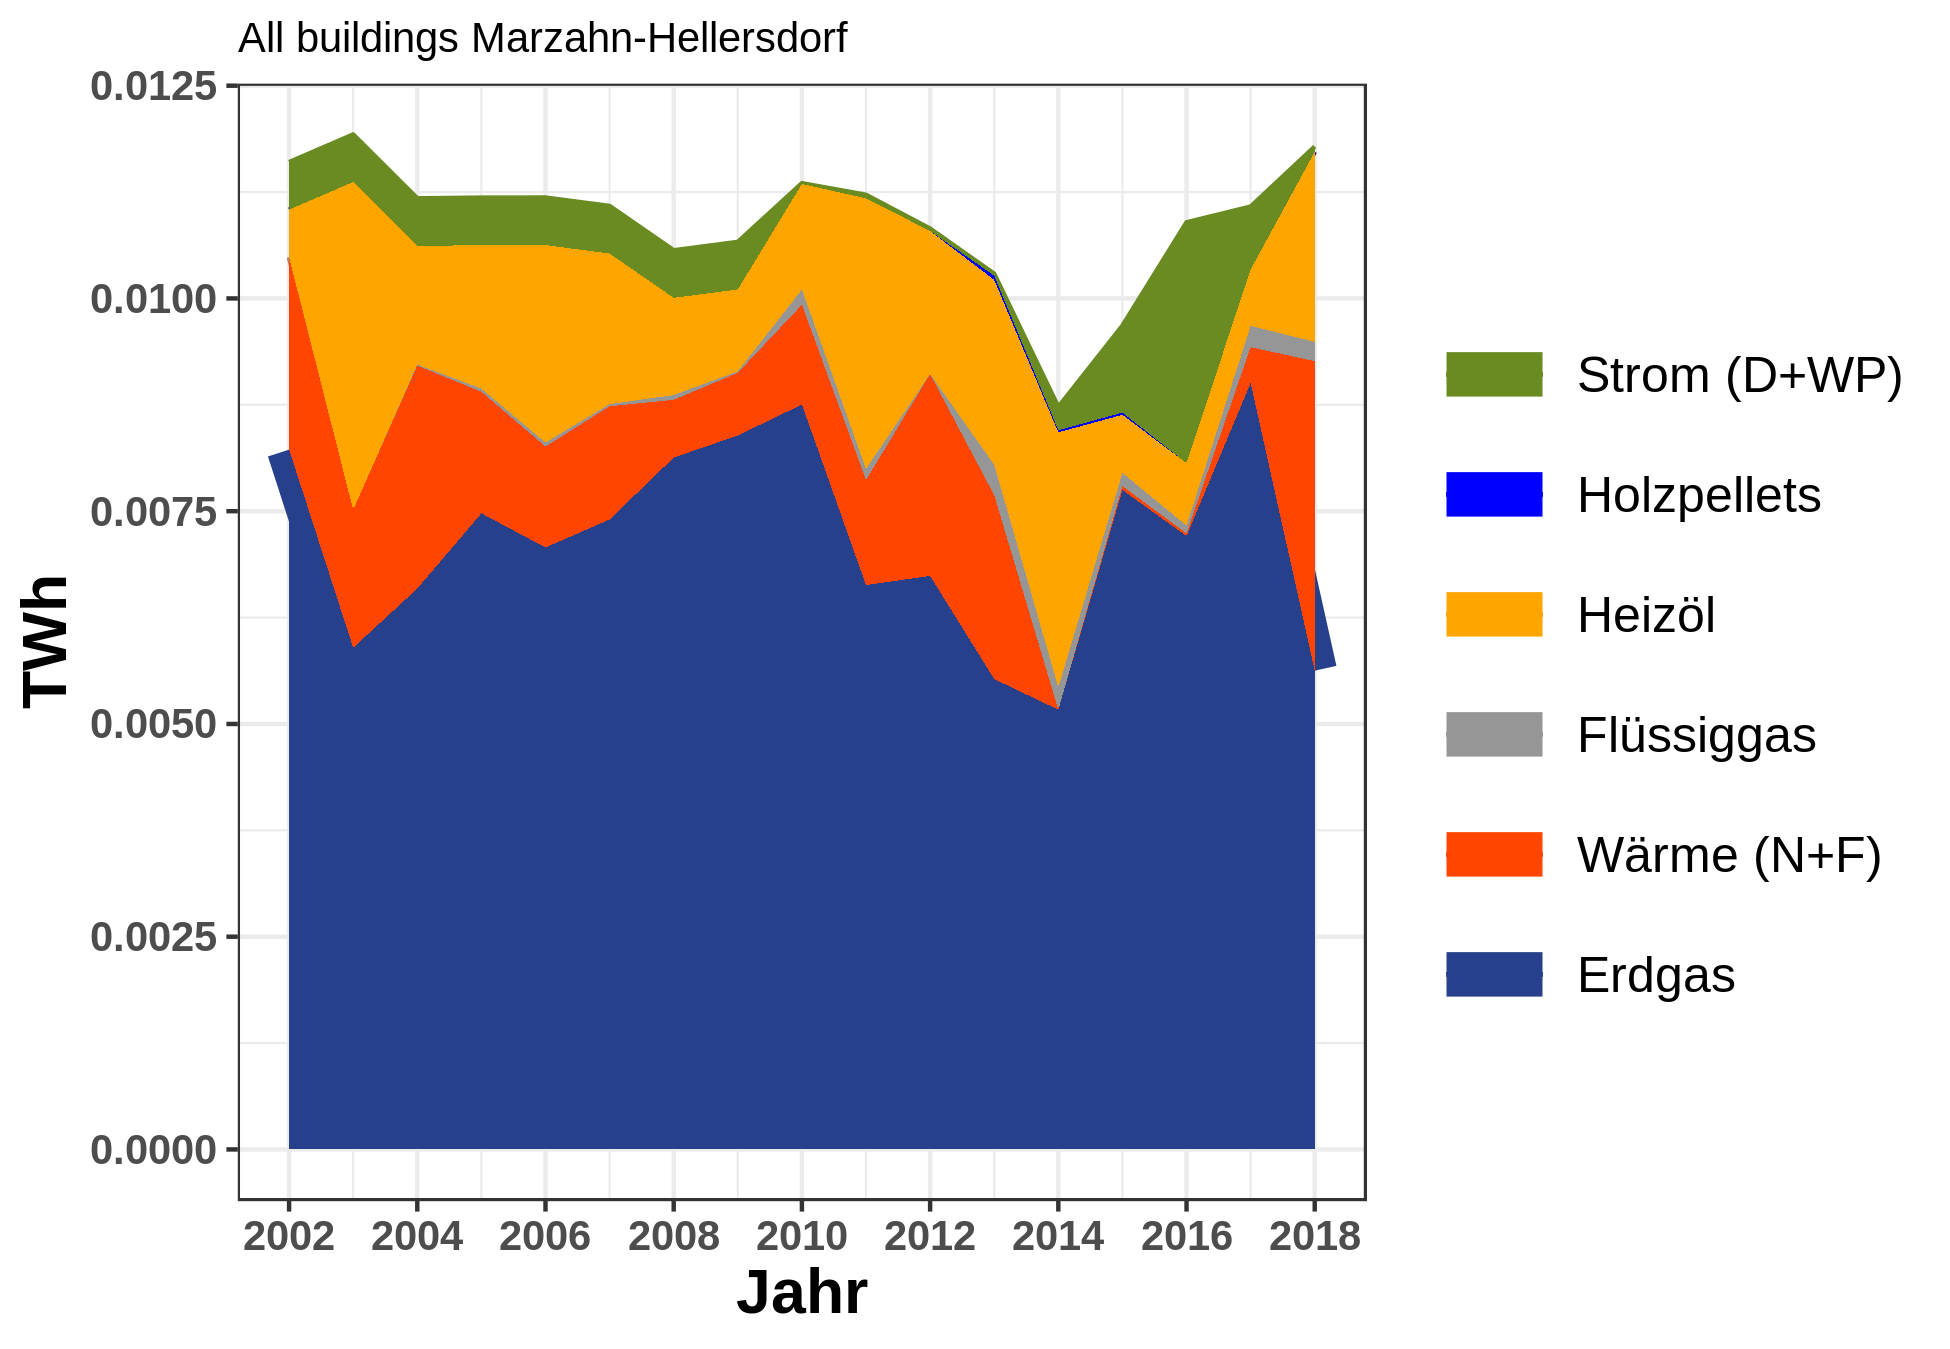 All buildings Marzahn-Hellersdorf
0.0125
0.0100
0.0075
0.0050
0.0025
0.0000
TWh
2002 2004 2006 2008 2010 2012 2014 2016 2018
Jahr
Strom (D+WP)
Holzpellets
Heizöl
Flüssiggas
Wärme (N+F)
Erdgas